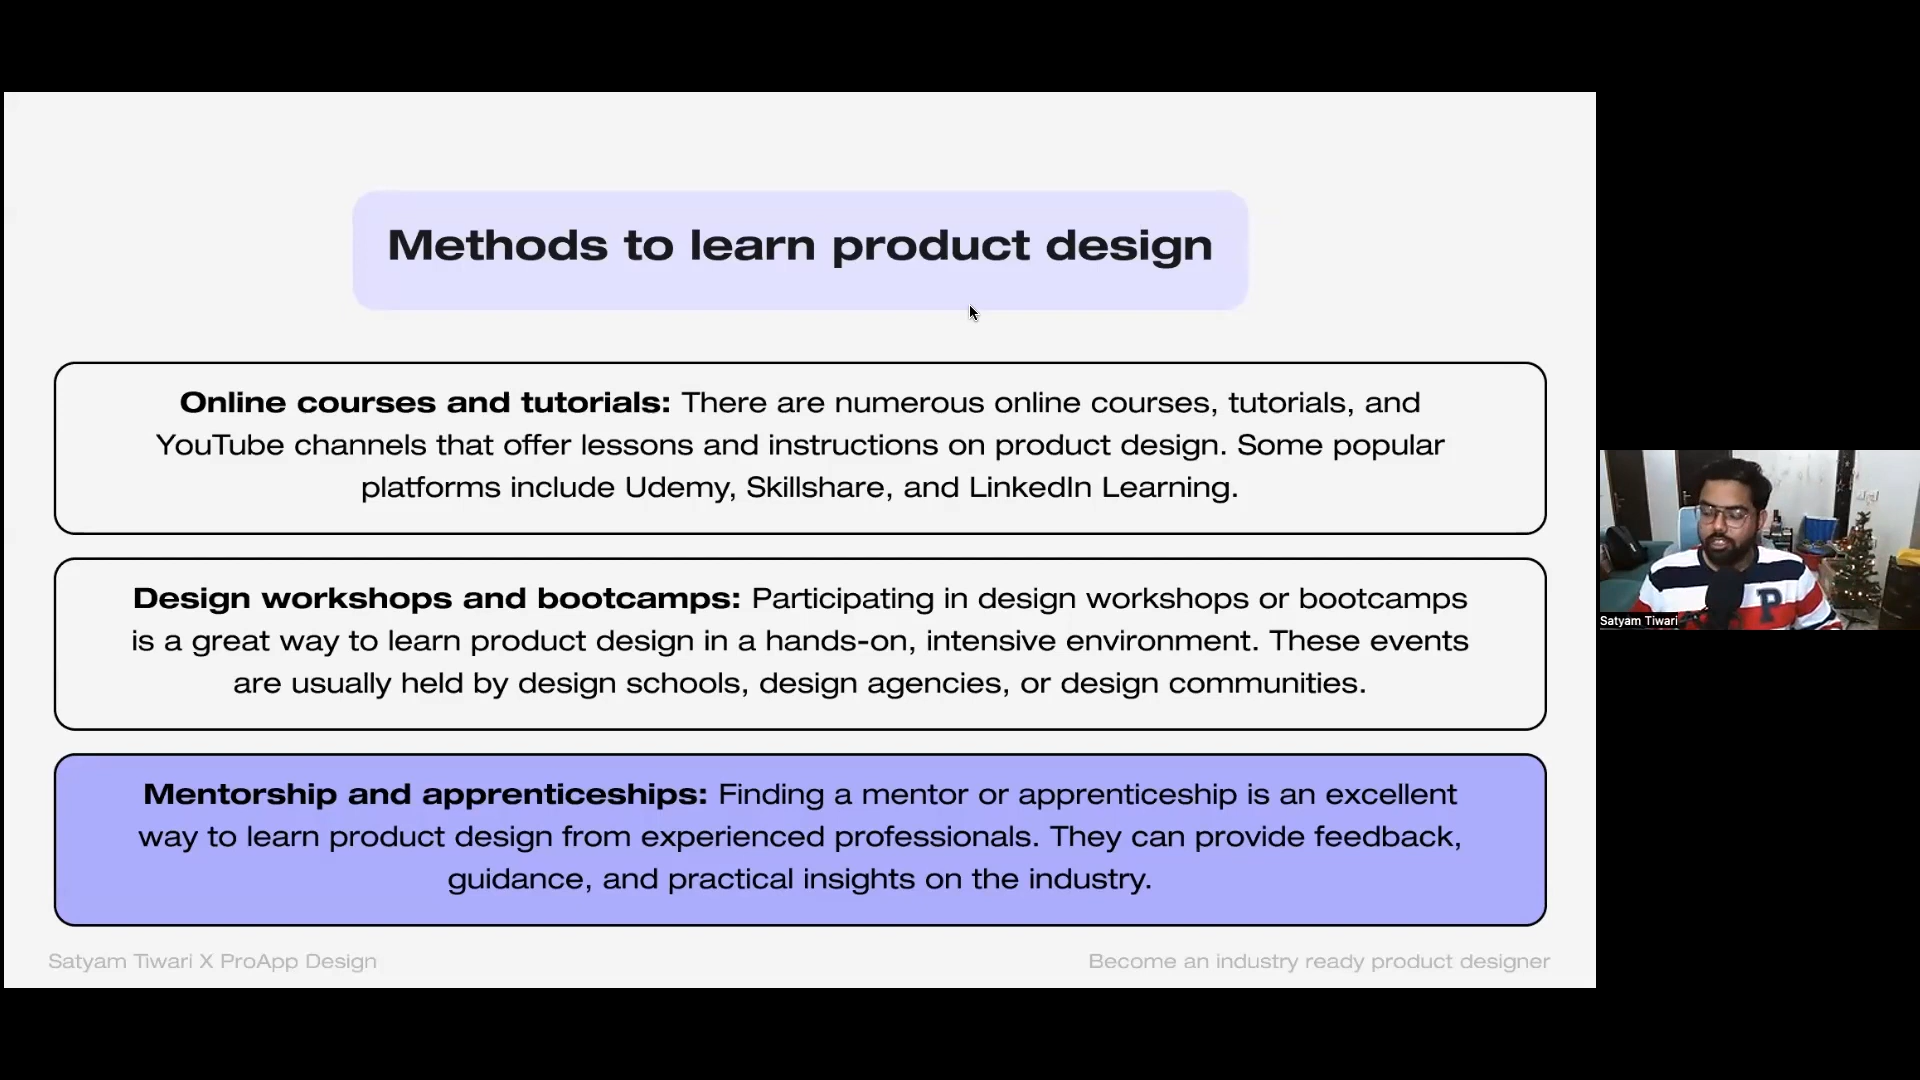 Methods to learn product design
Online courses and tutorials: There are numerous online courses, tutorials, and
YouTube channels that offer lessons and instructions on product design. Some popular
platforms include Udemy, Skillshare, and LinkedIn Learning.
Design workshops and bootcamps: Participating in design workshops or bootcamps
is a great way to learn product design in a hands-on, intensive environment. These events
are usually held by design schools, design agencies, or design communities.
Mentorship and apprenticeships: Finding a mentor or apprenticeship is an excellent
way to learn product design from experienced professionals. They can provide feedback,
guidance, and practical insights on the industry.
Satyam Tiwari X ProApp Design
Become an industry ready product designer
P
Satyam Tiwari